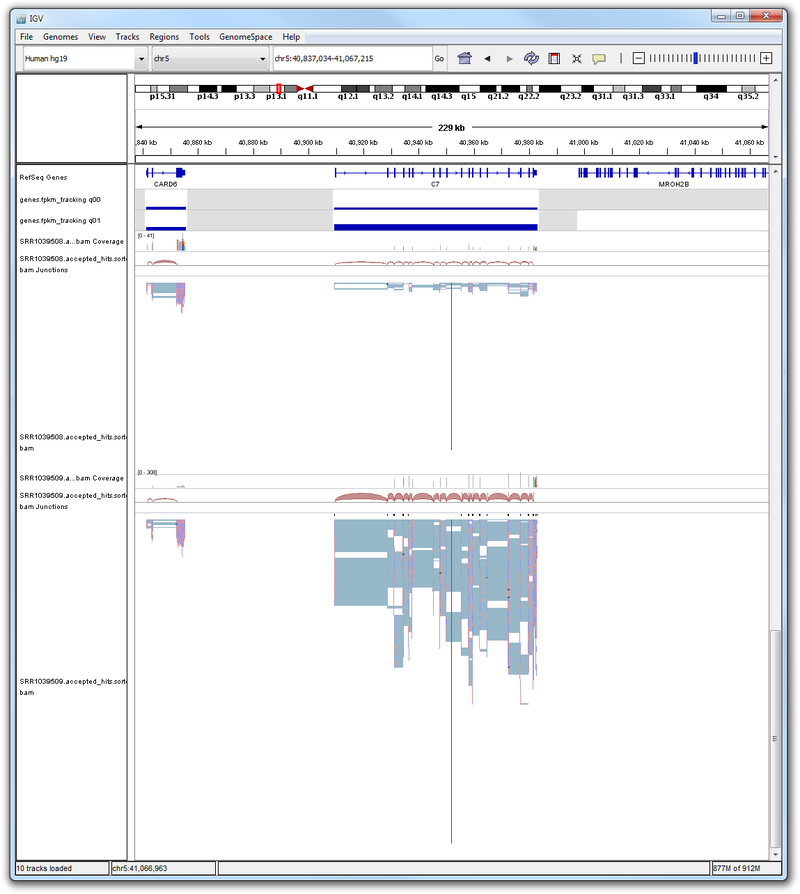 IGV
File Genomes View Tracks Regions Tools GenomeSpace Help
Human hg19 chr5 chr5:40,837,034-41,067,215 Go
p15.31 p14.3 p13.3 p13.1 q11.1 q12.1 q13.2 q14.1 q14.3 q15 q21.2 q22.2 q23.2 q31.1 q31.3 q33.1 q34 q35.2
229 kb
840 kb 40,860 kb 40,880 kb 40,900 kb 40,920 kb 40,940 kb 40,960 kb 40,980 kb 41,000 kb 41,020 kb 41,040 kb 41,060 kb
RefSeq Genes
CARD6 C7 MROH2B
genes.fpkm_tracking q00
genes.fpkm_tracking q01
[0 - 41]
SRR1039508.a...bam Coverage
SRR1039508.accepted_hits.sorte
bam Junctions
SRR1039508.accepted_hits.sorte
bam
[0 - 308]
SRR1039509.a...bam Coverage
SRR1039509.accepted_hits.sorte
bam Junctions
SRR1039509.accepted_hits.sorte
bam
10 tracks loaded chr5:41,066,963 877M of 912M